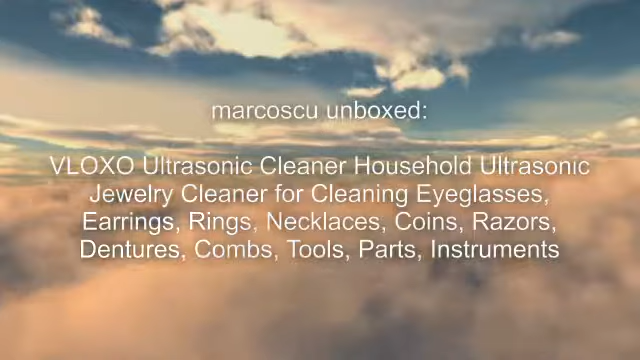 marcoscu unboxed:
VLOXO Ultrasonic Cleaner Household Ultrasonic
Jewelry Cleaner for Cleaning Eyeglasses,
Earrings, Rings, Necklaces, Coins, Razors,
Dentures, Combs, Tools, Parts, Instruments